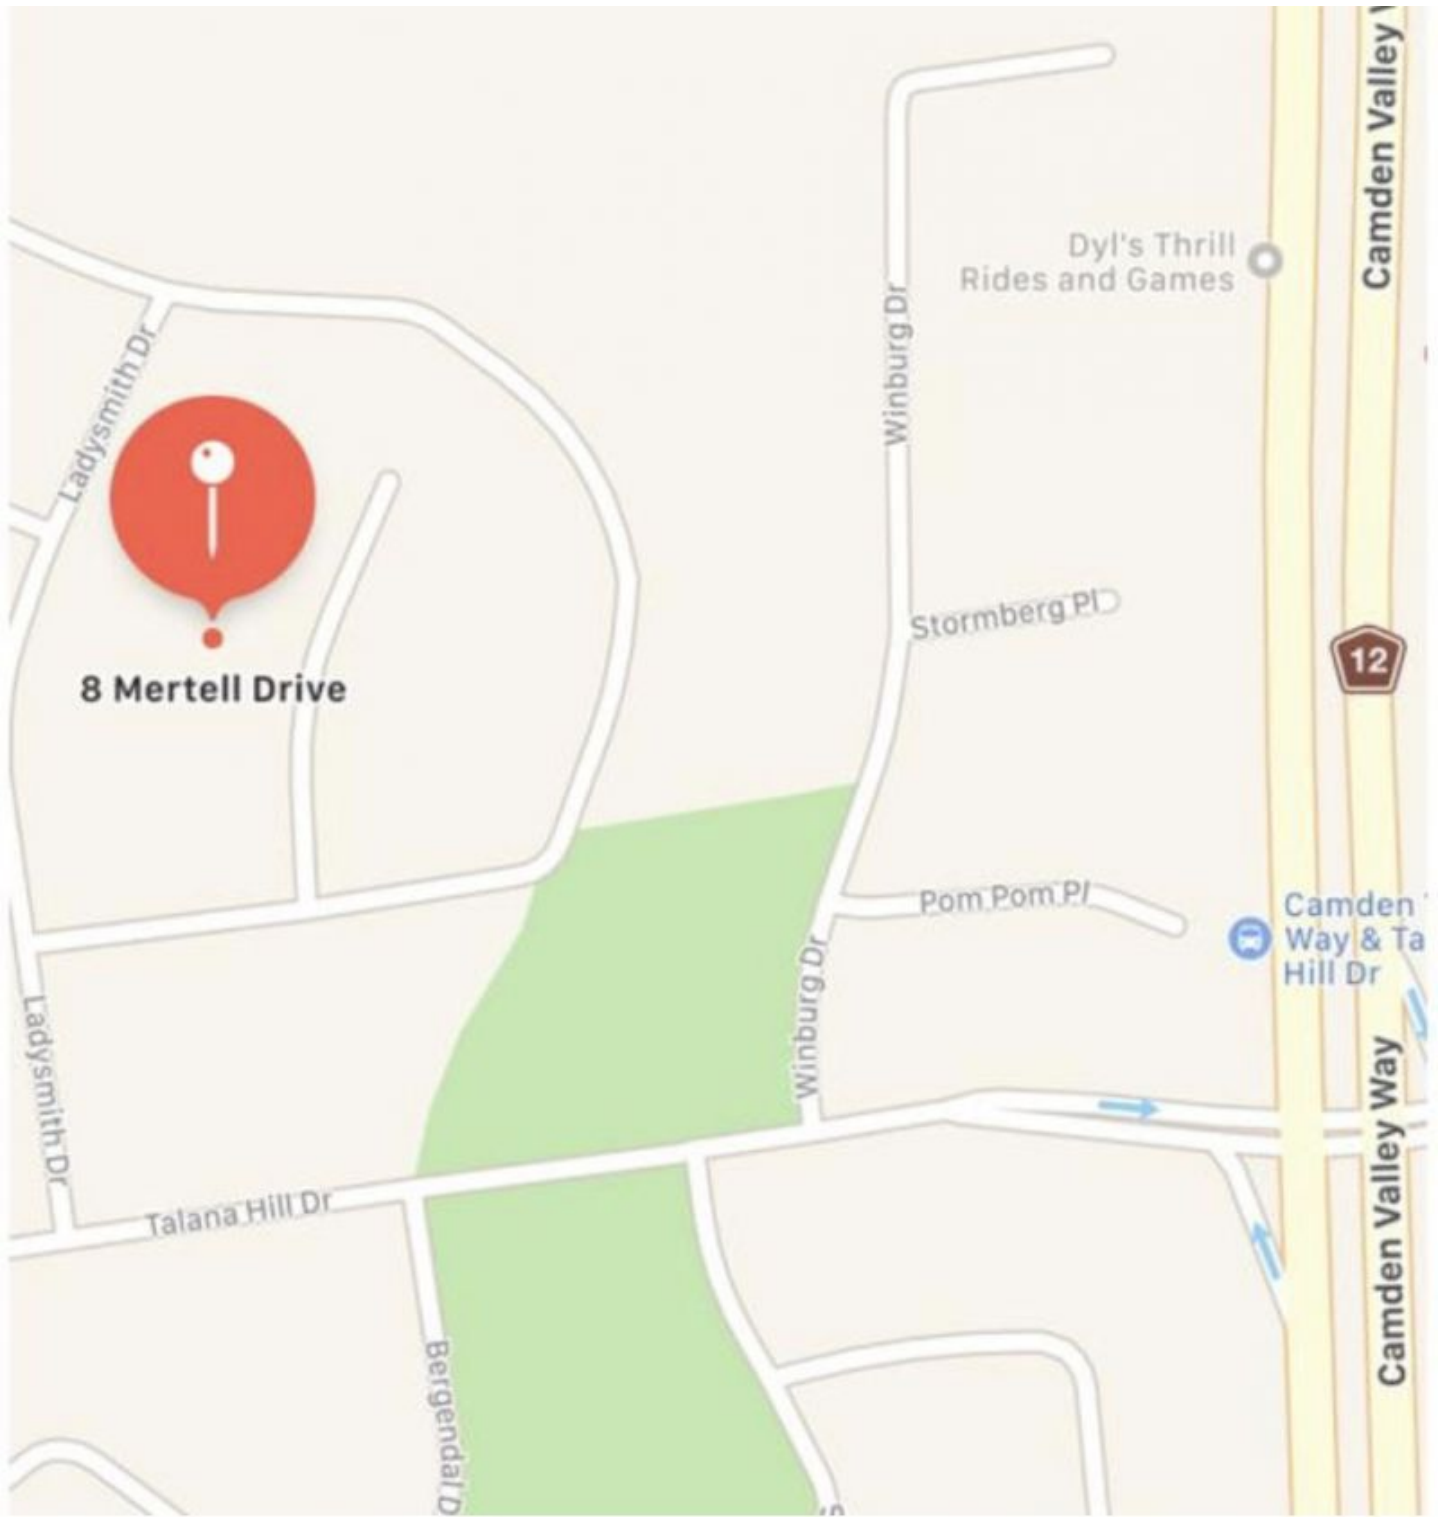 Camden Valley
Dyl's Thrill
Rides and Games
Winburg Dr
Ladysmith Dr
Stormberg Pl
12
8 Mertell Drive
Pom Pom Pl
Camden
Way & Ta
Hill Dr
Winburg Dr
Ladysmith Dr
Camden Valley Way
Talana Hill Dr
Bergendal D